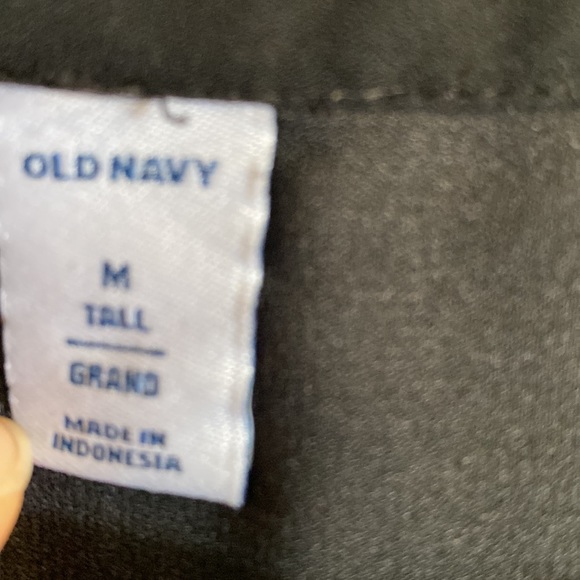 OLD NAVY
M
TALL
GRAND
MADE IN
INDONESIA